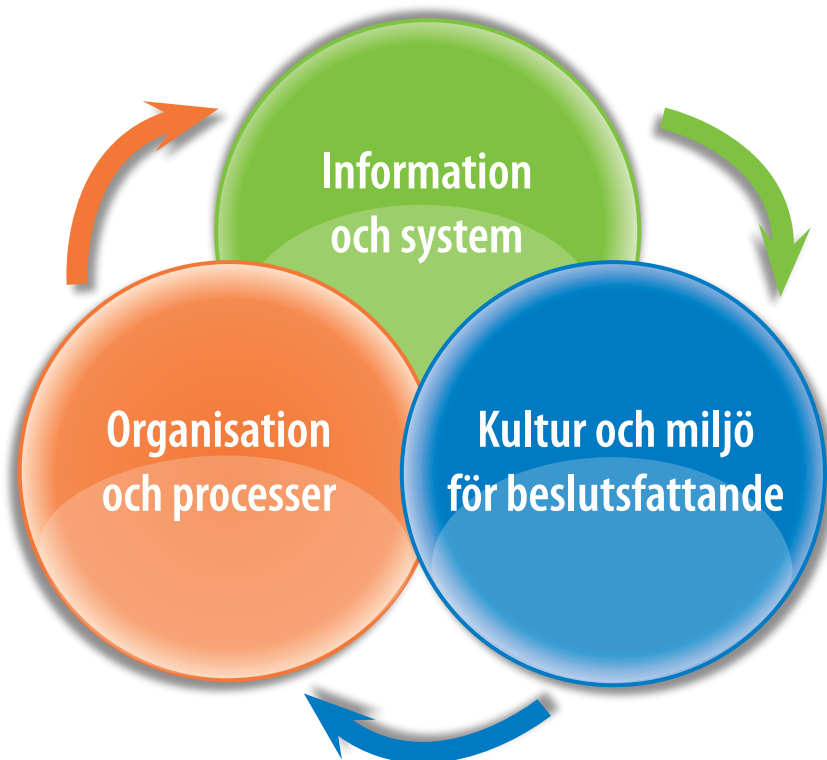 Information
och system
Organisation
och processer
Kultur och miljö
för beslutsfattande